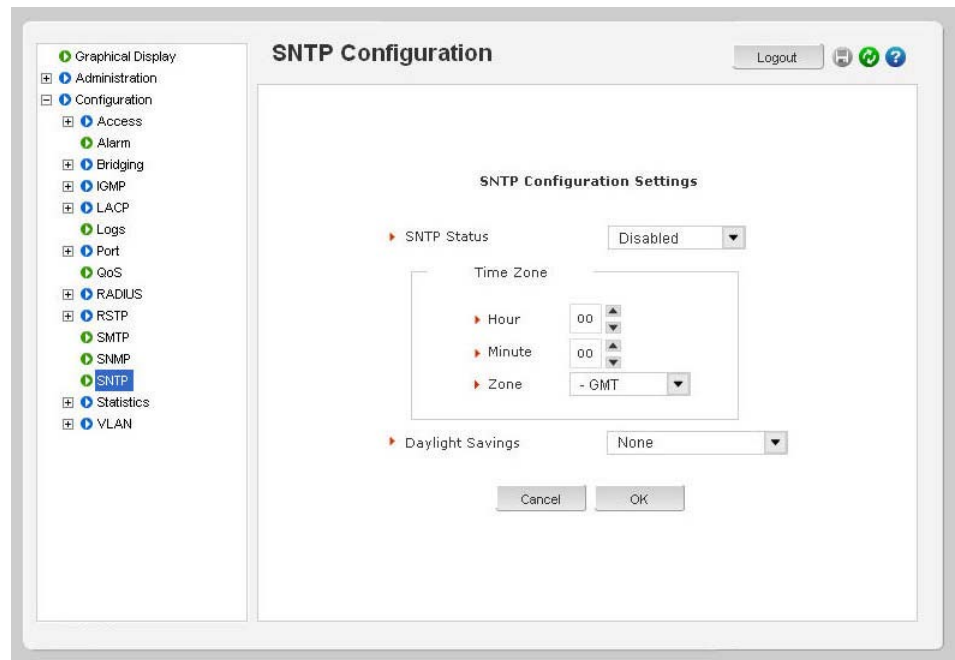 SNTP Configuration
Logout
Graphical Display
Administration
Configuration
Access
Alarm
Bridging
IGMP
LACP
Logs
Port
QoS
RADIUS
RSTP
SMTP
SNMP
SNTP
Statistics
VLAN
SNTP Configuration Settings
SNTP Status Disabled
Time Zone
Hour 00
Minute 00
Zone - GMT
Daylight Savings None
Cancel OK